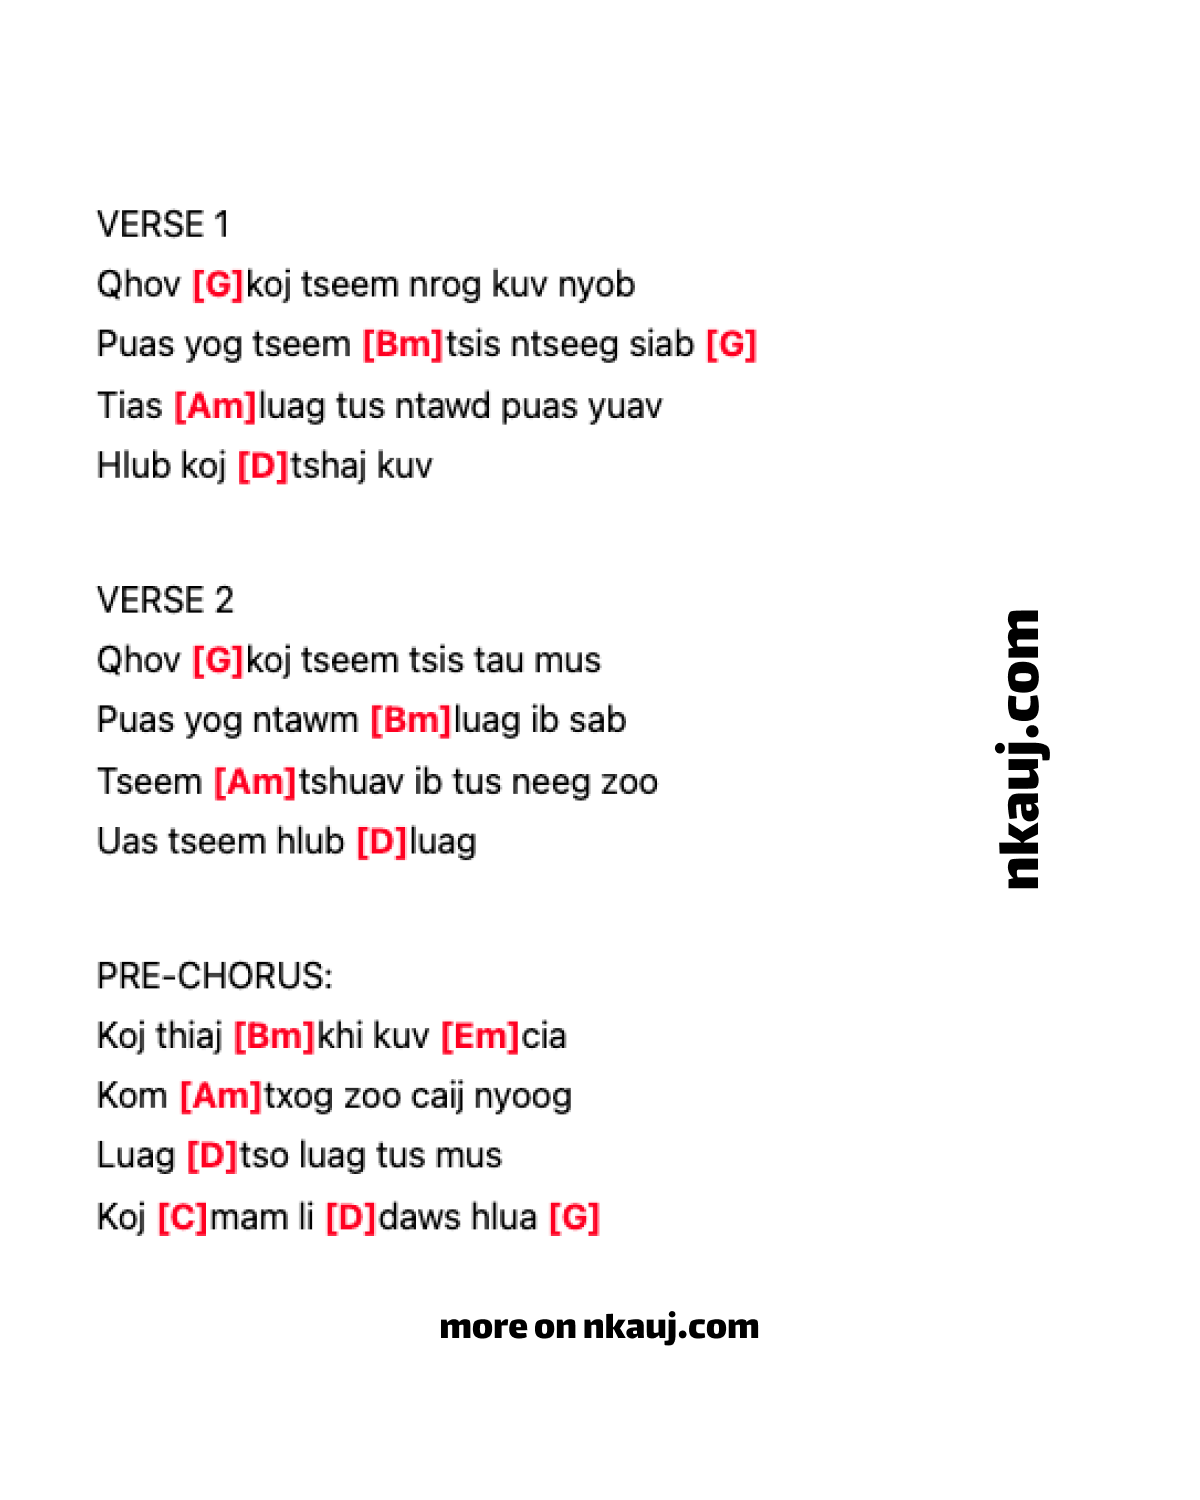 VERSE 1
Qhov [G]koj tseem nrog kuv nyob
Puas yog tseem [Bm]tsis ntseeg siab [G]
Tias [Am]luag tus ntawd puas yuav
Hlub koj [D]tshaj kuv
VERSE 2
Qhov [G]koj tseem tsis tau mus
Puas yog ntawm [Bm]luag ib sab
Tseem [Am]tshuav ib tus neeg zoo
Uas tseem hlub [D]luag
PRE-CHORUS:
Koj thiaj [Bm]khi kuv [Em]cia
Kom [Am]txog zoo caij nyoog
Luag [D]tso luag tus mus
Koj [C]mam li [D]daws hlua [G]
nkauj.com
more on nkauj.com